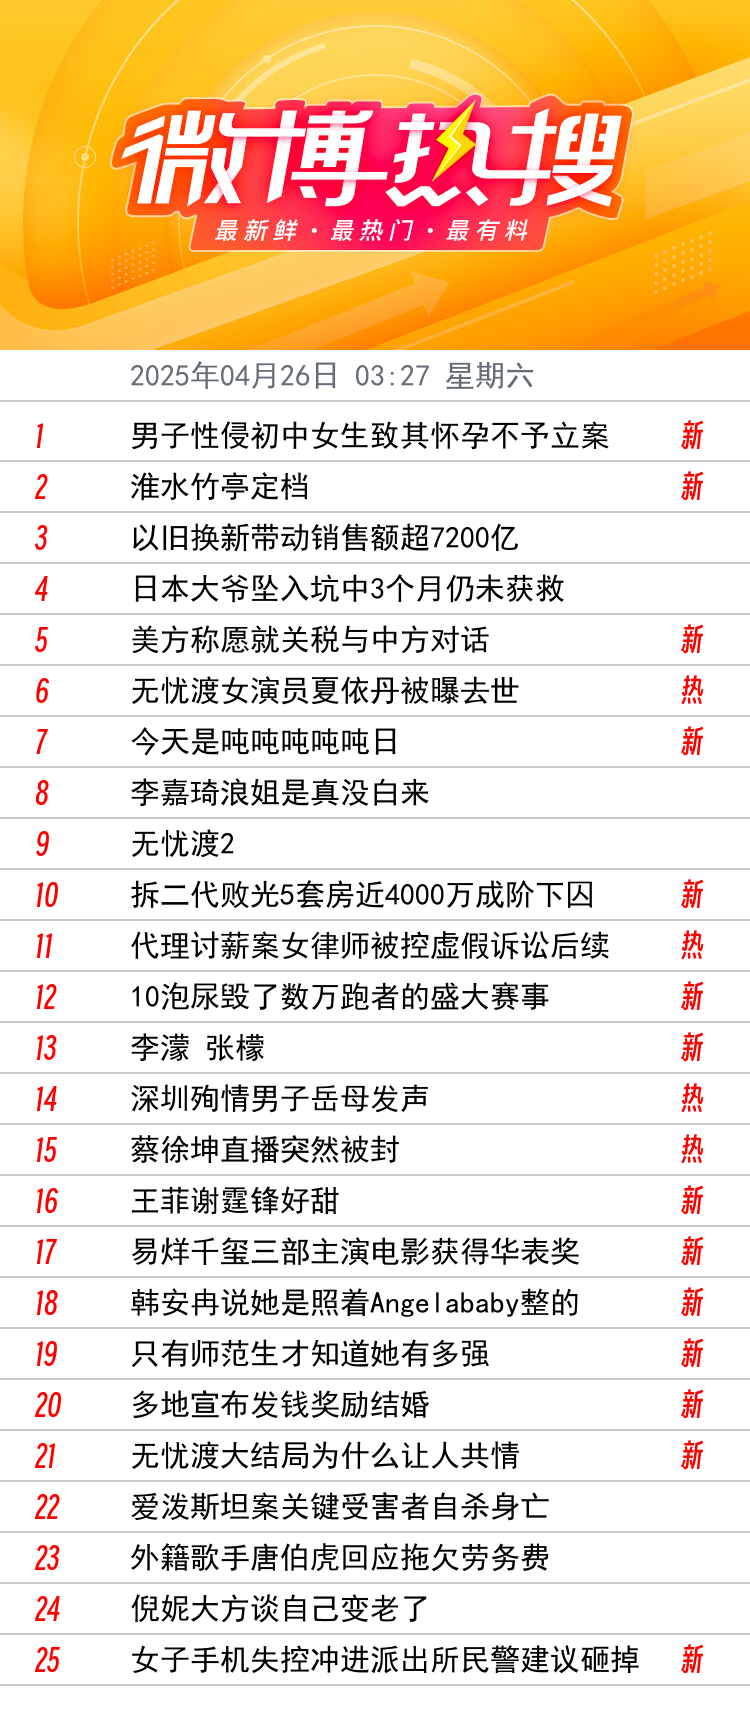 微博热搜
最新鲜·最热门·最有料
2025年04月26日 03:27 星期六
1 男子性侵初中女生致其怀孕不予立案 新
2 淮水竹亭定档 新
3 以旧换新带动销售额超7200亿
4 日本大爷坠入坑中3个月仍未获救
5 美方称愿就关税与中方对话 新
6 无忧渡女演员夏依丹被曝去世 热
7 今天是吨吨吨吨吨日 新
8 李嘉琦浪姐是真没白来
9 无忧渡2
10 拆二代败光5套房近4000万成阶下囚 新
11 代理讨薪案女律师被控虚假诉讼后续 热
12 10泡尿毁了数万跑者的盛大赛事 新
13 李濛 张檬 新
14 深圳殉情男子岳母发声 热
15 蔡徐坤直播突然被封 热
16 王菲谢霆锋好甜 新
17 易烊千玺三部主演电影获得华表奖 新
18 韩安冉说她是照着Angelababy整的 新
19 只有师范生才知道她有多强 新
20 多地宣布发钱奖励结婚 新
21 无忧渡大结局为什么让人共情 新
22 爱泼斯坦案关键受害者自杀身亡
23 外籍歌手唐伯虎回应拖欠劳务费
24 倪妮大方谈自己变老了
25 女子手机失控冲进派出所民警建议砸掉 新